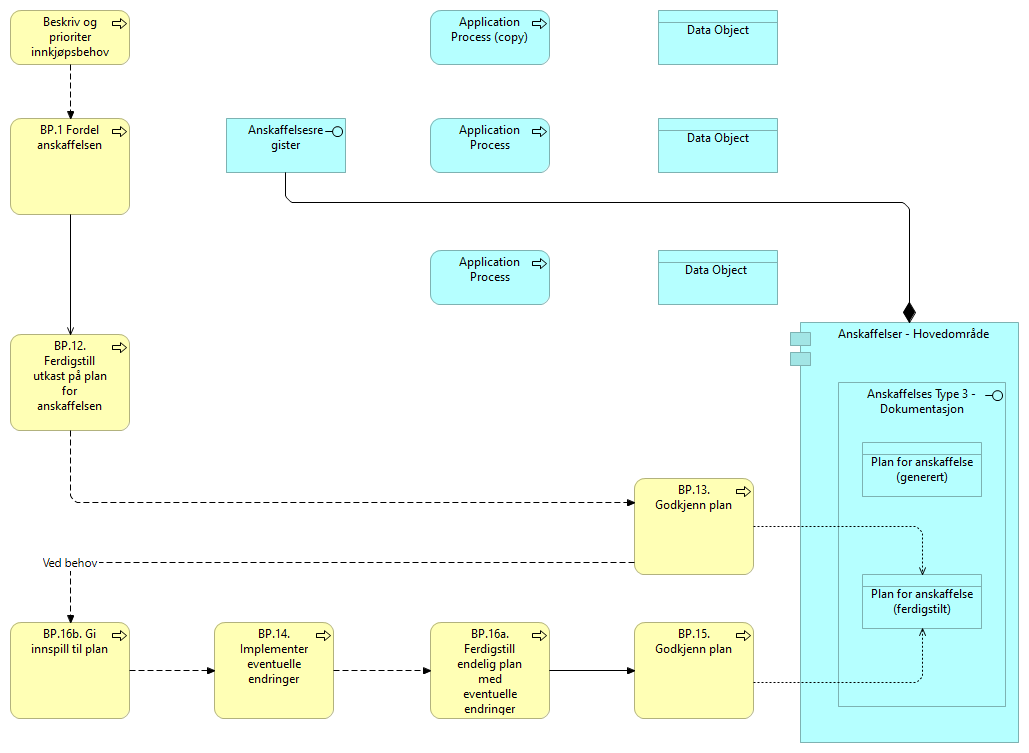 Beskriv og
prioriter
innkjøpsbehov
Application
Process (copy)
Data Object
BP.1 Fordel
anskaffelsen
Anskaffelsesre
gister
Application
Process
Data Object
Application
Process
Data Object
BP.12.
Ferdigstill
utkast på plan
for
anskaffelsen
Anskaffelser - Hovedområde
Anskaffelses Type 3 -
Dokumentasjon
Plan for anskaffelse
(generert)
BP.13.
Godkjenn plan
Ved behov
Plan for anskaffelse
(ferdigstilt)
BP.16b. Gi
innspill til plan
BP.14.
Implementer
eventuelle
endringer
BP.16a.
Ferdigstill
endelig plan
med
eventuelle
endringer
BP.15.
Godkjenn plan